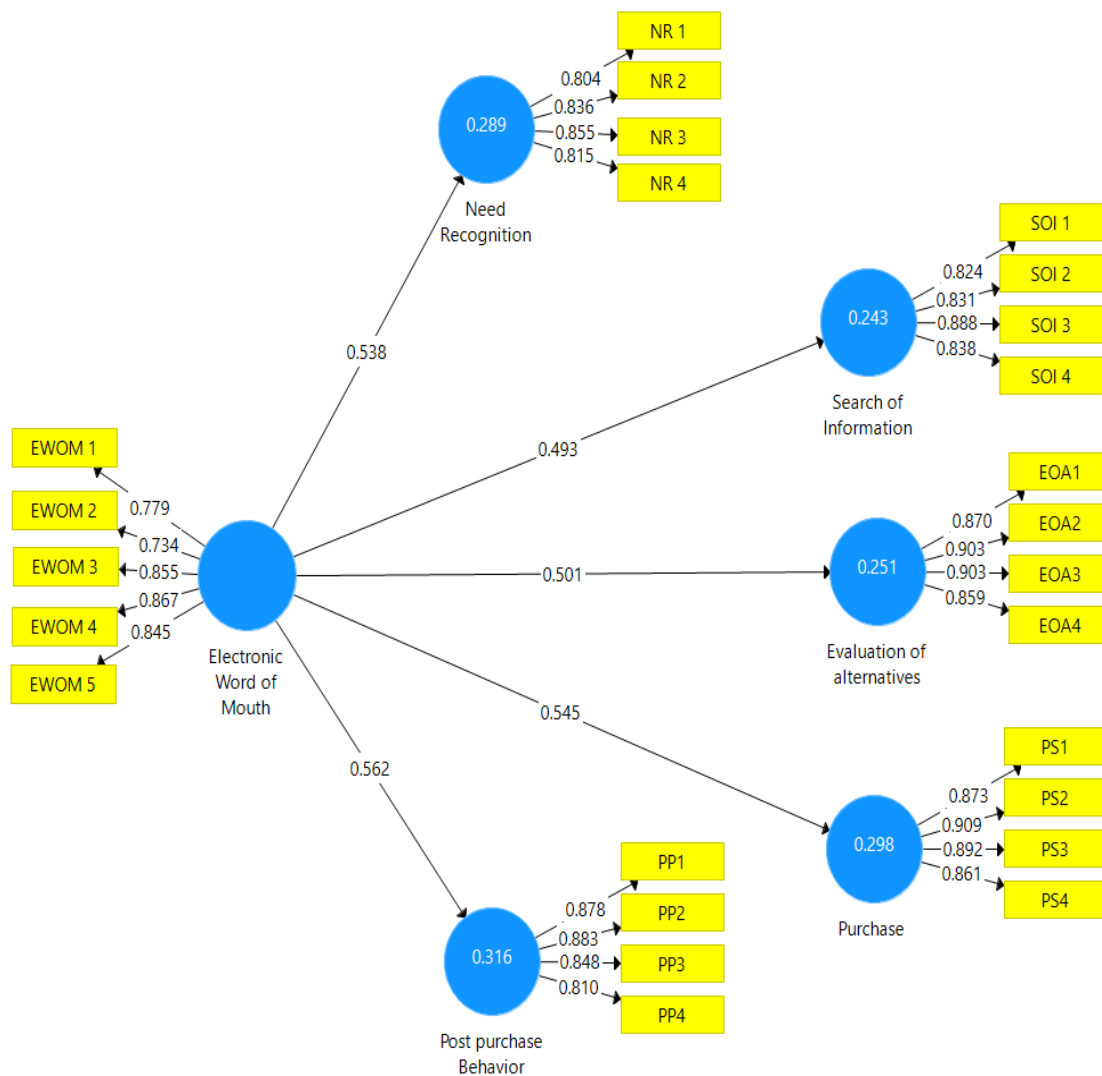 NR 1
0.804
NR 2
0.836
0.289
0.855
NR 3
0.815
NR 4
Need
Recognition
SOI 1
0.824
SOI 2
0.831
0.243
0.888
SOI 3
0.838
SOI 4
Search of
Information
0.538
0.493
EWOM 1
0.779
EWOM 2
0.734
EWOM 3
0.855
0.867
EWOM 4
0.845
EWOM 5
Electronic
Word of
Mouth
0.501
EOA1
0.870
EOA2
0.903
0.251
0.903
EOA3
0.859
EOA4
Evaluation of
alternatives
0.545
0.562
PS1
0.873
PS2
0.909
0.298
0.892
PS3
0.861
PS4
Purchase
PP1
0.878
PP2
0.883
0.316
0.848
PP3
0.810
PP4
Post purchase
Behavior